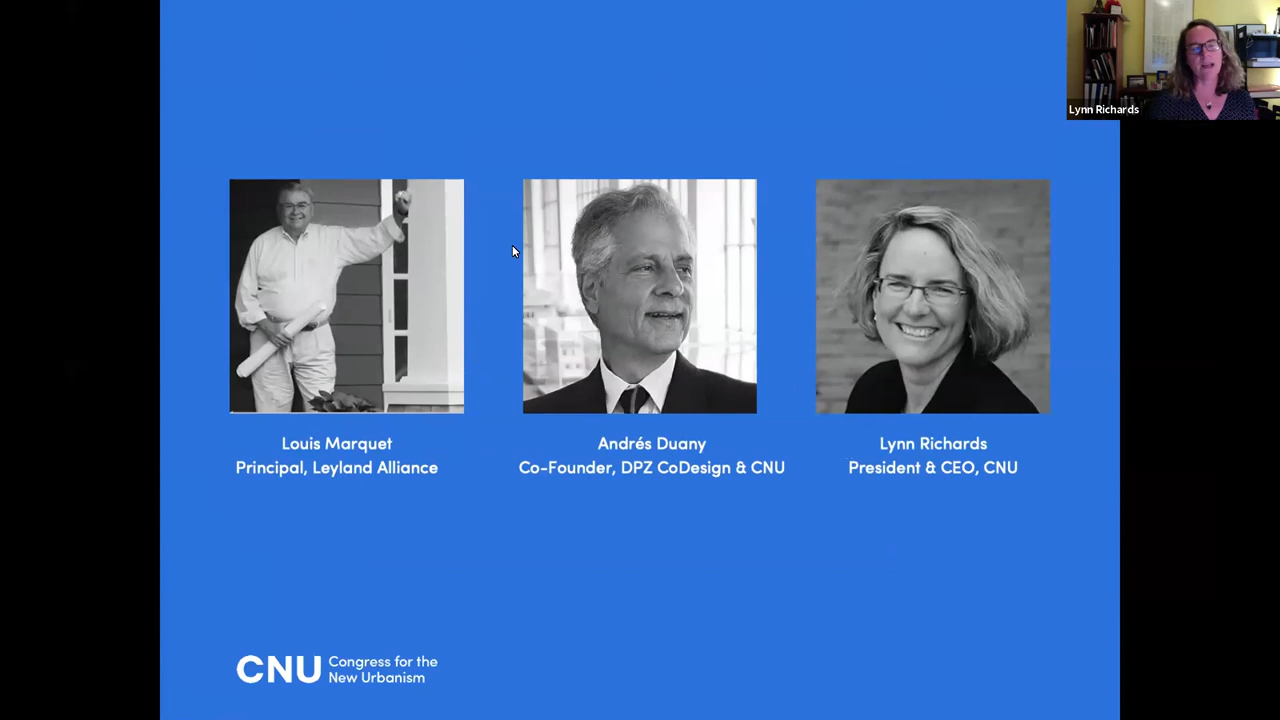 Lynn Richards
Louis Marquet
Principal, Leyland Alliance
Andrés Duany
Co-Founder, DPZ CoDesign & CNU
Lynn Richards
President & CEO, CNU
CNU
Congress for the
New Urbanism